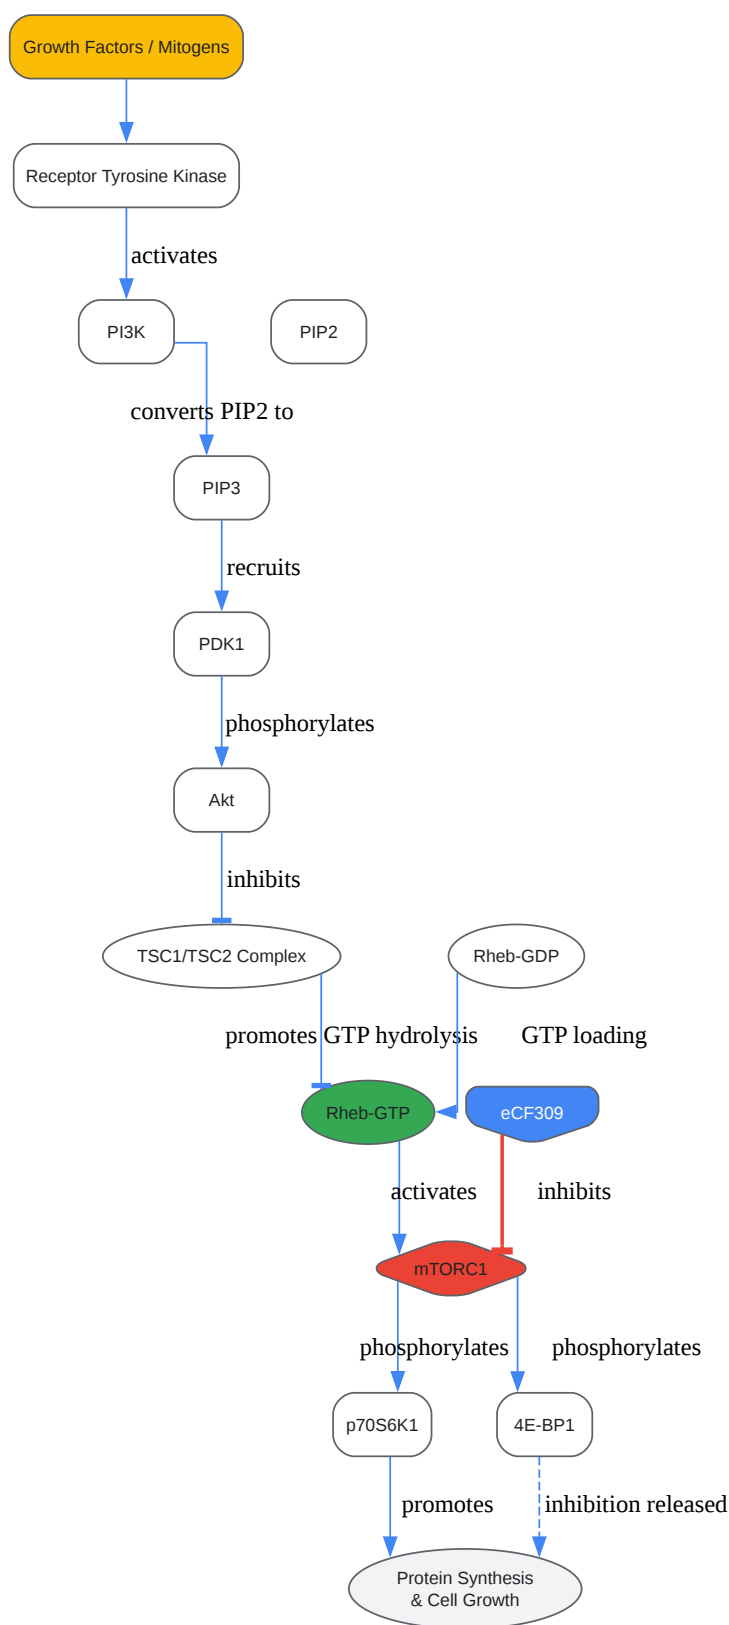 Growth Factors / Mitogens
Receptor Tyrosine Kinase
activates
PI3K
PIP2
converts PIP2 to
PIP3
recruits
PDK1
phosphorylates
Akt
inhibits
TSC1/TSC2 Complex
Rheb-GDP
promotes GTP hydrolysis
GTP loading
Rheb-GTP
eCF309
activates
inhibits
mTORC1
phosphorylates
phosphorylates
p70S6K1
4E-BP1
promotes
inhibition released
Protein Synthesis
& Cell Growth